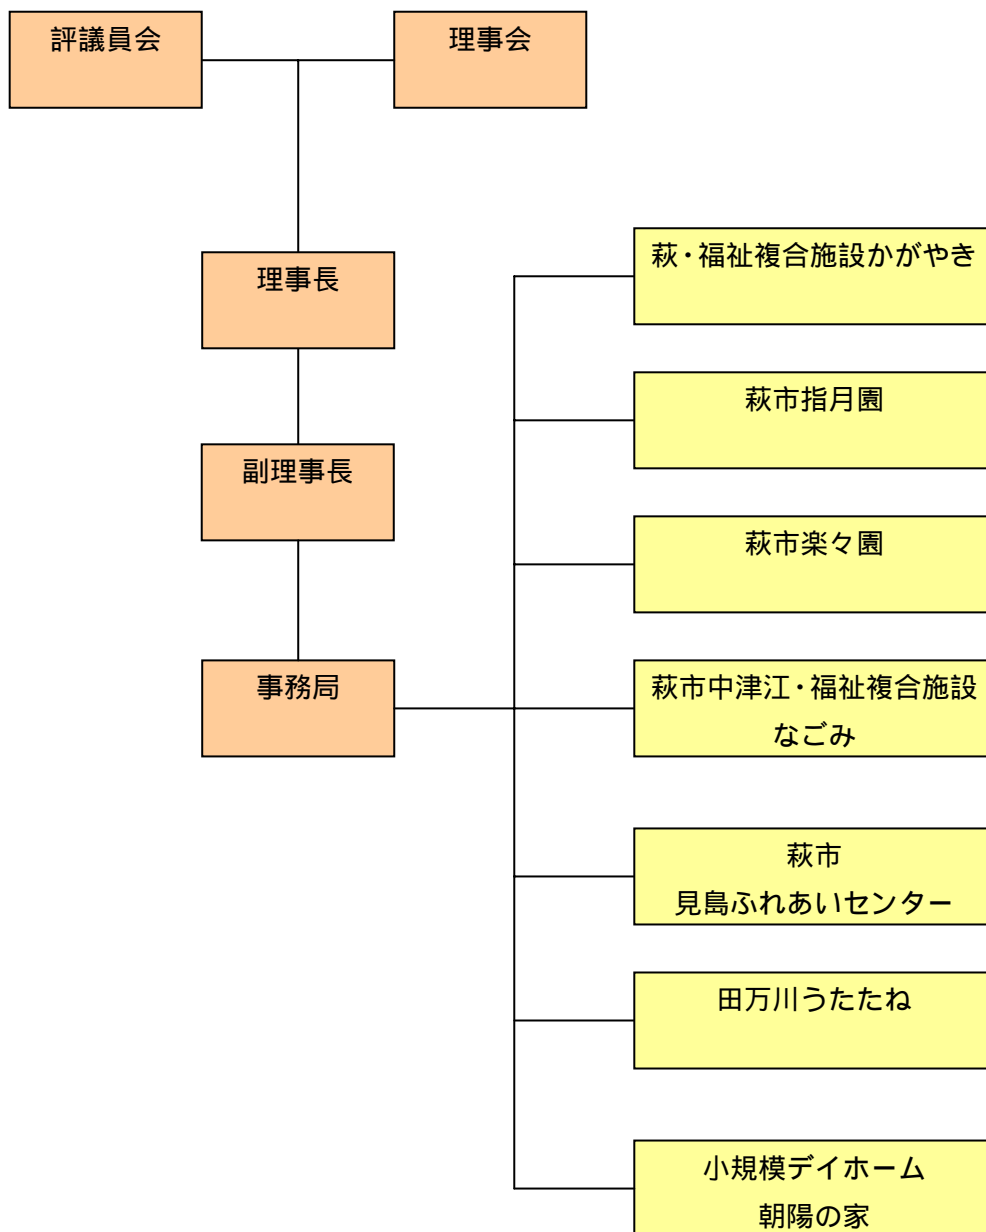 評議員会
理事会
理事長
副理事長
事務局
萩・福祉複合施設かがやき
萩市指月園
萩市楽々園
萩市中津江・福祉複合施設
なごみ
萩市
見島ふれあいセンター
田万川うたたね
小規模デイホーム
朝陽の家